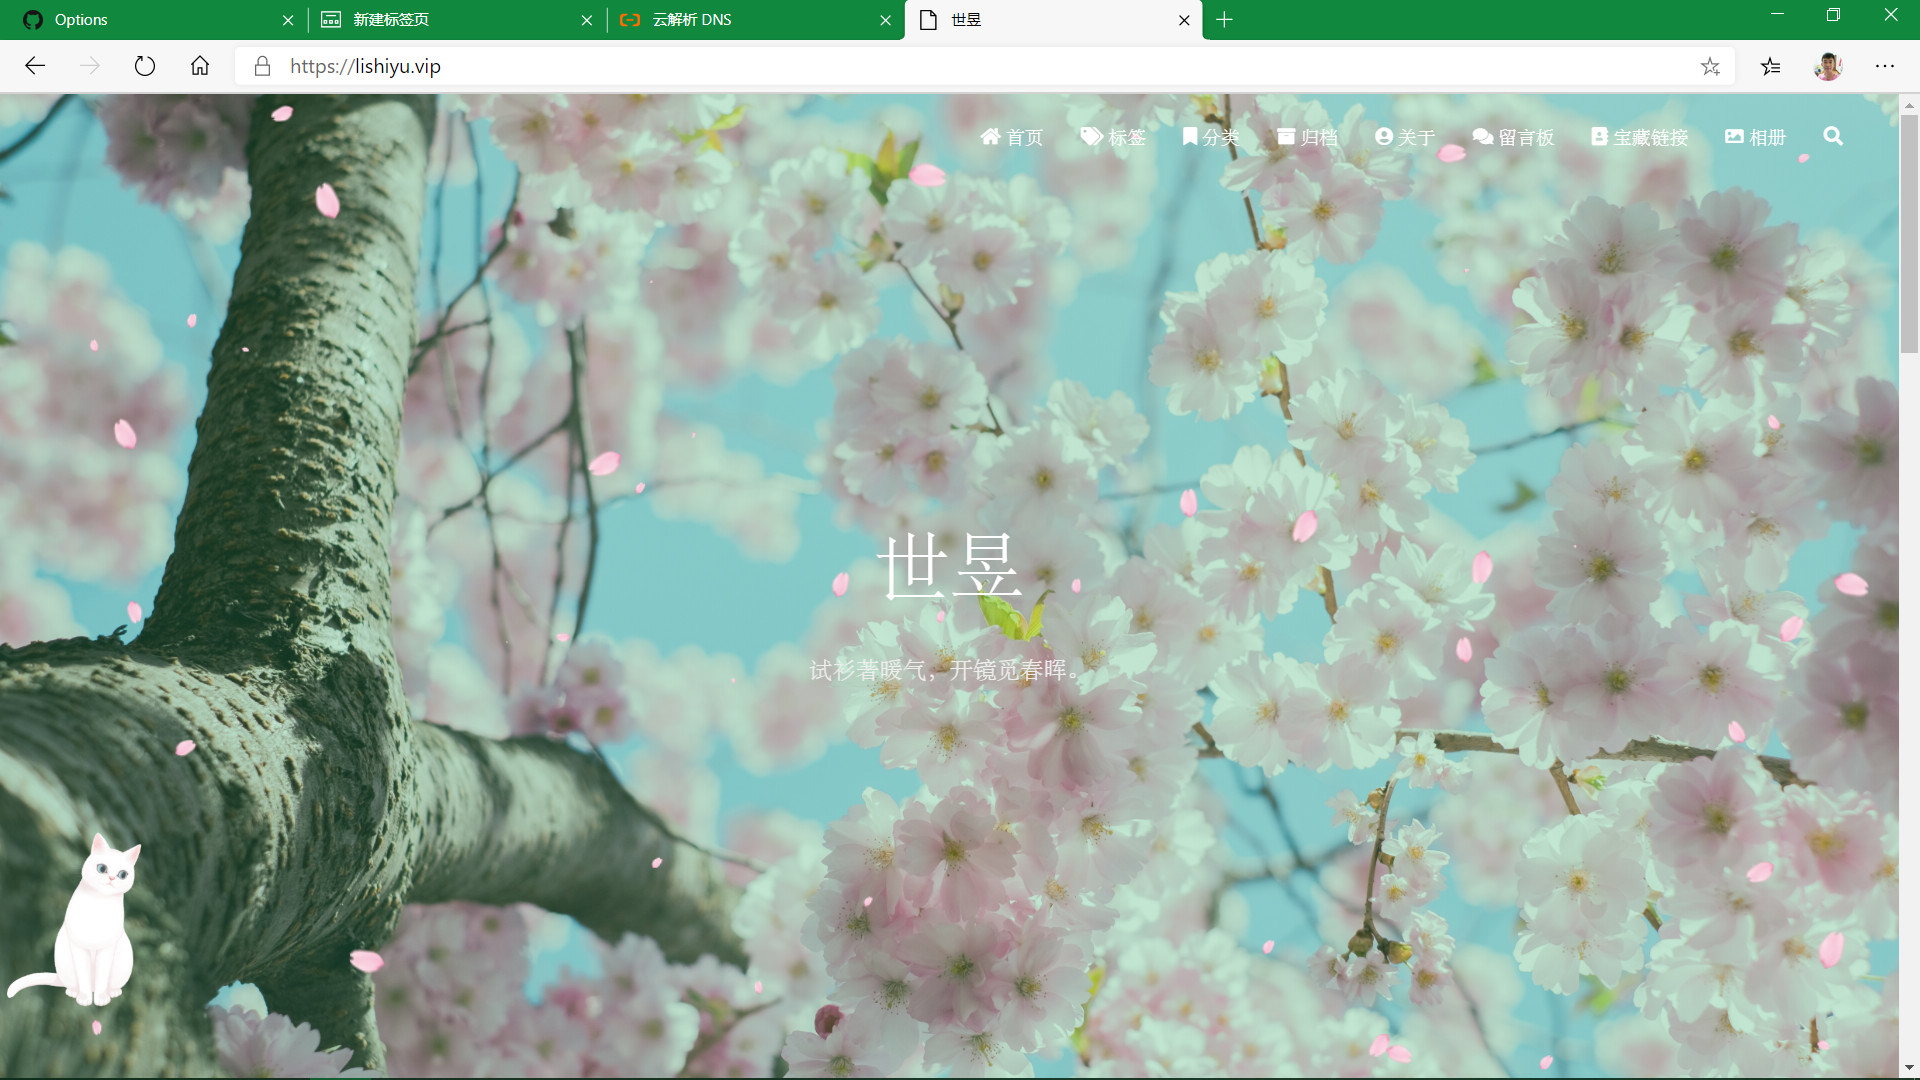 Options
新建标签页
云解析 DNS
世昱
https://lishiyu.vip
首页 标签 分类 归档 关于 留言板 宝藏链接 相册
世昱
试衫著暖气，开镜觅春晖。